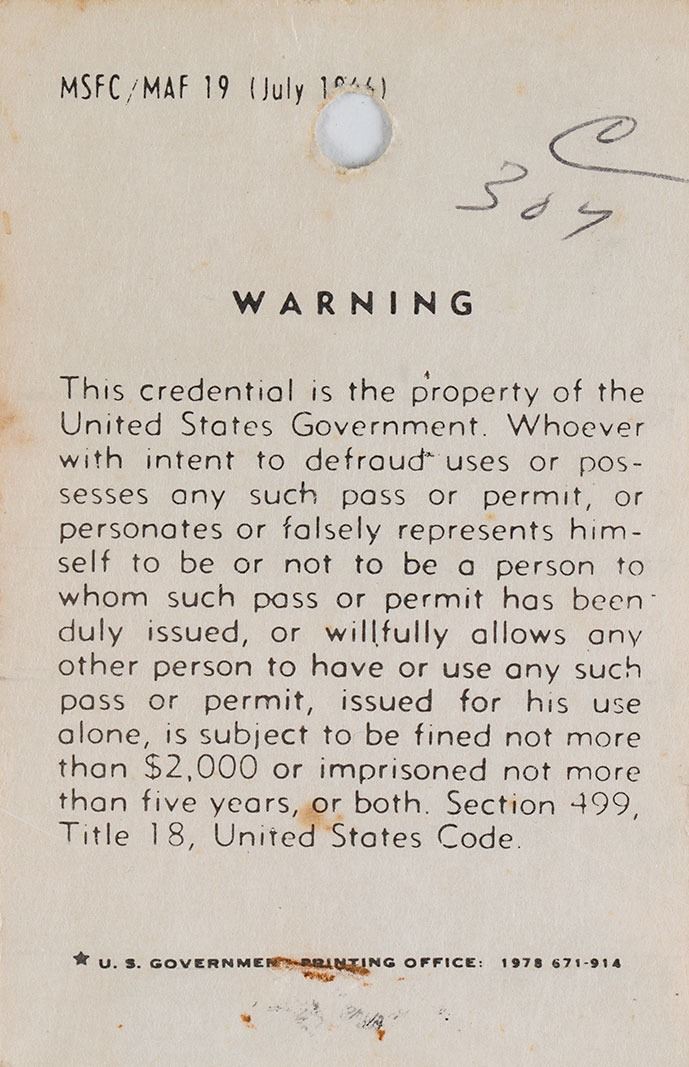 MSFC/MAF 19 (July 1966)
C
304
WARNING
This credential is the property of the
United States Government. Whoever
with intent to defraud uses or pos-
sesses any such pass or permit, or
personates or falsely represents him-
self to be or not to be a person to
whom such pass or permit has been
duly issued, or willfully allows any
other person to have or use any such
pass or permit, issued for his use
alone, is subject to be fined not more
than $2,000 or imprisoned not more
than five years, or both. Section 499,
Title 18, United States Code.
★ U. S. GOVERNMENT PRINTING OFFICE: 1978 671-914